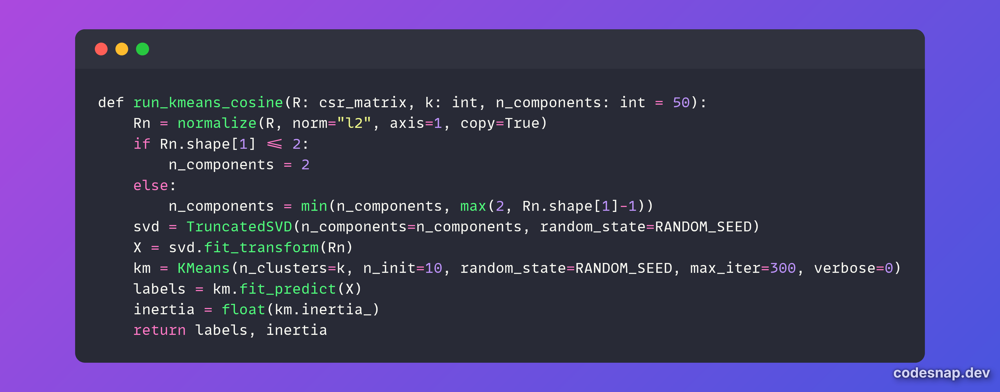 def run_kmeans_cosine(R: csr_matrix, k: int, n_components: int = 50):
    Rn = normalize(R, norm="l2", axis=1, copy=True)
    if Rn.shape[1] <= 2:
        n_components = 2
    else:
        n_components = min(n_components, max(2, Rn.shape[1]-1))
    svd = TruncatedSVD(n_components=n_components, random_state=RANDOM_SEED)
    X = svd.fit_transform(Rn)
    km = KMeans(n_clusters=k, n_init=10, random_state=RANDOM_SEED, max_iter=300, verbose=0)
    labels = km.fit_predict(X)
    inertia = float(km.inertia_)
    return labels, inertia
codesnap.dev